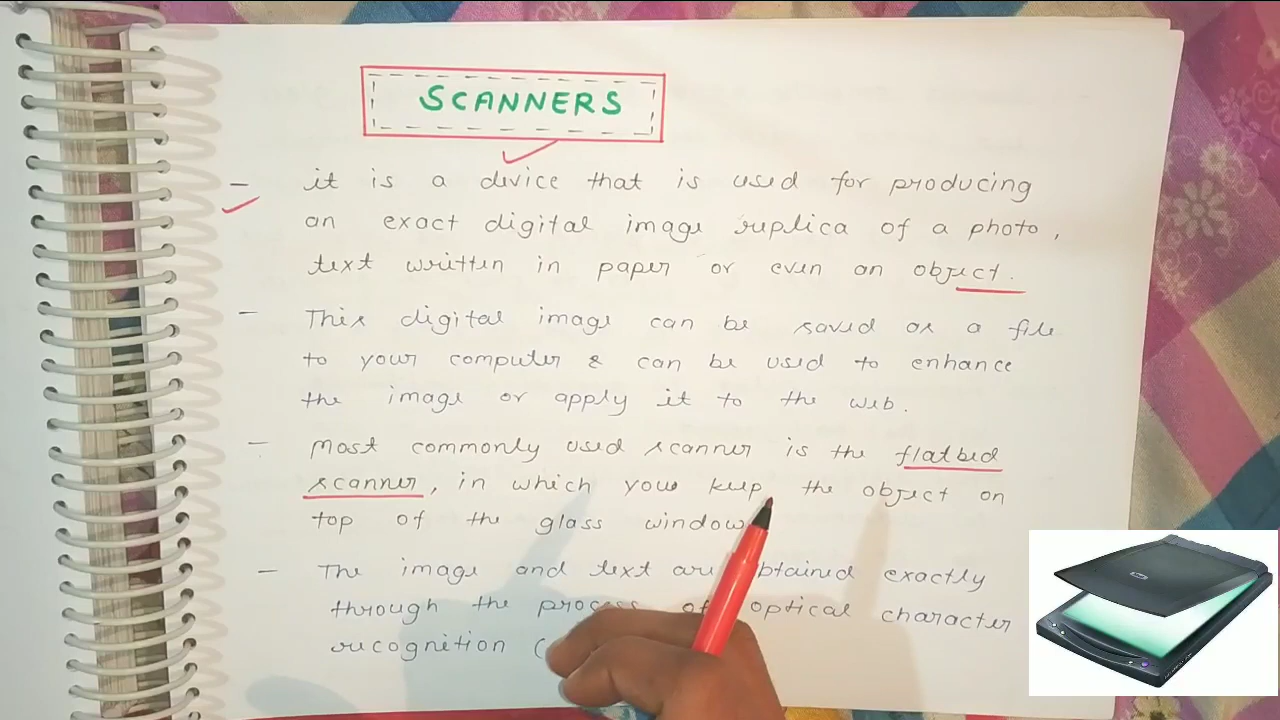 SCANNERS
- it is a device that is used for producing
an exact digital image replica of a photo,
text written in paper or even an object.
- This digital image can be saved as a file
to your computer & can be used to enhance
the image or apply it to the web.
- Most commonly used scanner is the flatbed
scanner, in which you keep the object on
top of the glass window
- The image and text are obtained exactly
through the process of optical character
recognition (